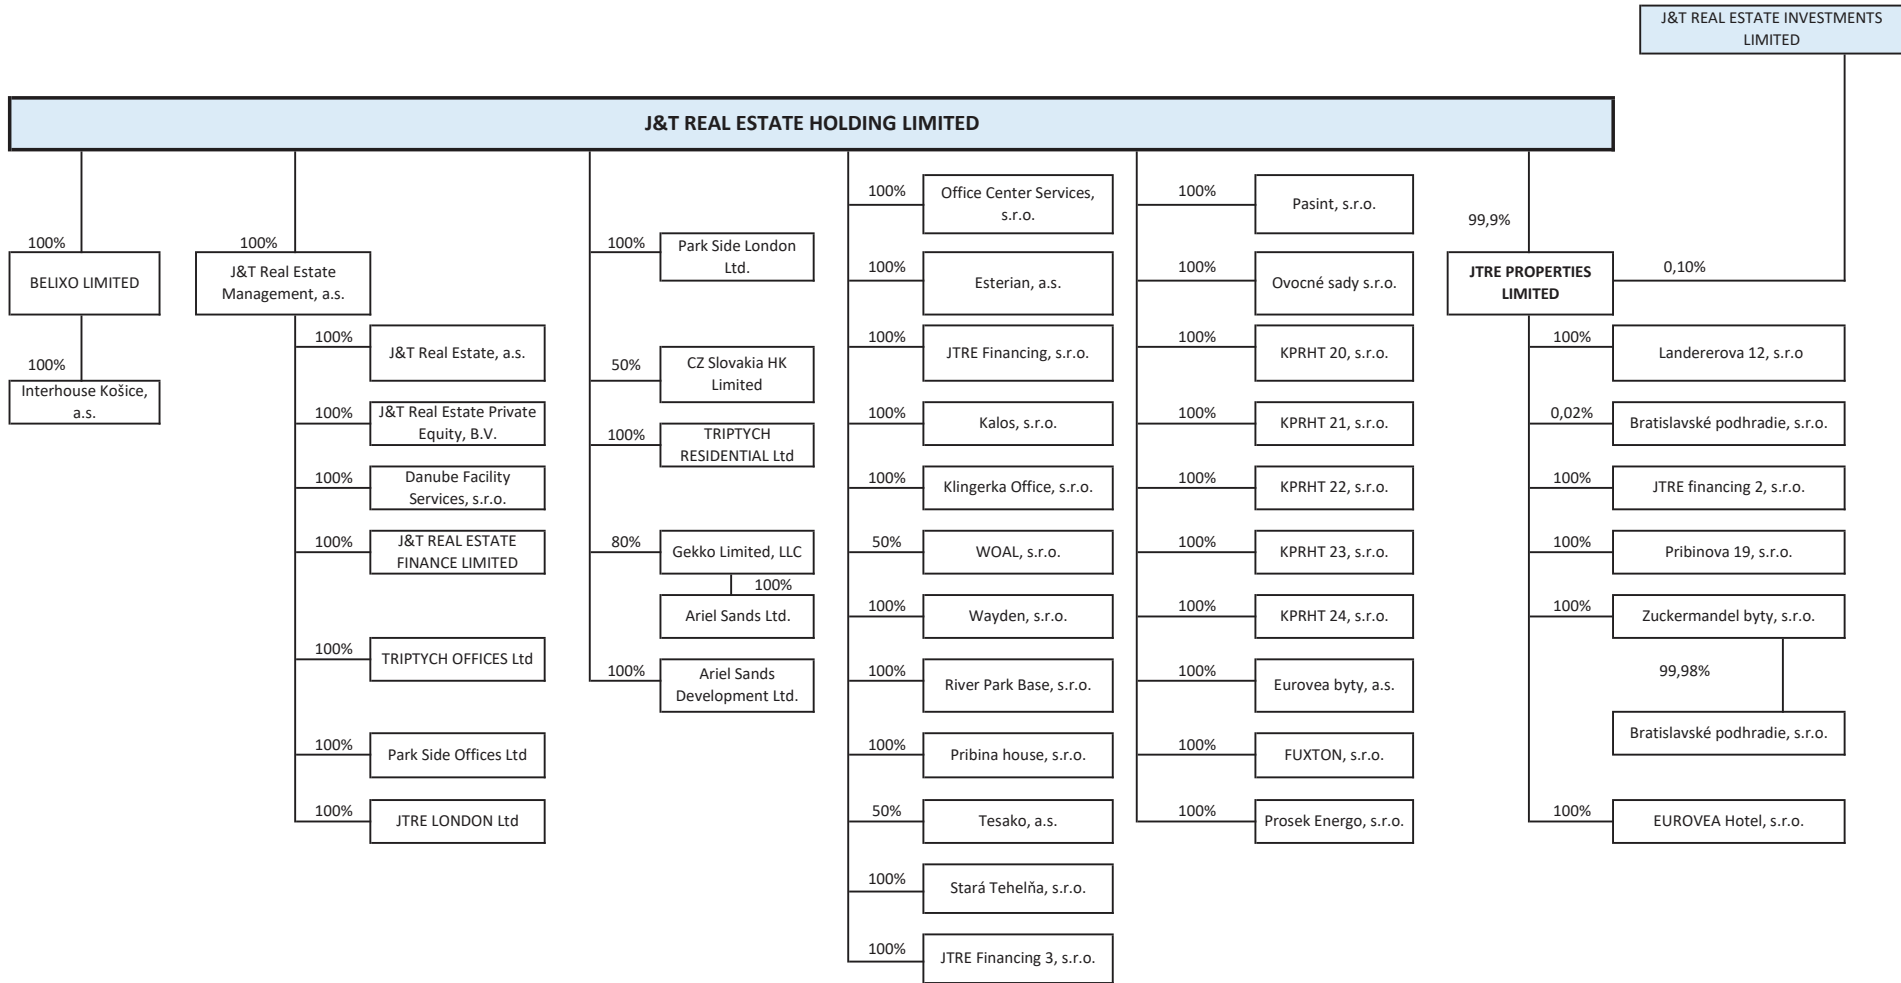 J&T REAL ESTATE INVESTMENTS
LIMITED
J&T REAL ESTATE HOLDING LIMITED
100%
BELIXO LIMITED
100%
Interhouse Košice,
a.s.
100%
J&T Real Estate
Management, a.s.
100%
J&T Real Estate, a.s.
100%
J&T Real Estate Private
Equity, B.V.
100%
Danube Facility
Services, s.r.o.
100%
J&T REAL ESTATE
FINANCE LIMITED
100%
TRIPTYCH OFFICES Ltd
100%
Park Side Offices Ltd
100%
JTRE LONDON Ltd
100%
Park Side London
Ltd.
50%
CZ Slovakia HK
Limited
100%
TRIPTYCH
RESIDENTIAL Ltd
80%
Gekko Limited, LLC
100%
Ariel Sands Ltd.
100%
Ariel Sands
Development Ltd.
100%
Office Center Services,
s.r.o.
100%
Esterian, a.s.
100%
JTRE Financing, s.r.o.
100%
Kalos, s.r.o.
100%
Klingerka Office, s.r.o.
50%
WOAL, s.r.o.
100%
Wayden, s.r.o.
100%
River Park Base, s.r.o.
100%
Pribina house, s.r.o.
50%
Tesako, a.s.
100%
Stará Tehelňa, s.r.o.
100%
JTRE Financing 3, s.r.o.
100%
Pasint, s.r.o.
100%
Ovocné sady s.r.o.
100%
KPRHT 20, s.r.o.
100%
KPRHT 21, s.r.o.
100%
KPRHT 22, s.r.o.
100%
KPRHT 23, s.r.o.
100%
KPRHT 24, s.r.o.
100%
Eurovea byty, a.s.
100%
FUXTON, s.r.o.
100%
Prosek Energo, s.r.o.
99,9%
JTRE PROPERTIES
LIMITED
0,10%
100%
Landererova 12, s.r.o
0,02%
Bratislavské podhradie, s.r.o.
100%
JTRE financing 2, s.r.o.
100%
Pribinova 19, s.r.o.
100%
Zuckermandel byty, s.r.o.
99,98%
Bratislavské podhradie, s.r.o.
100%
EUROVEA Hotel, s.r.o.